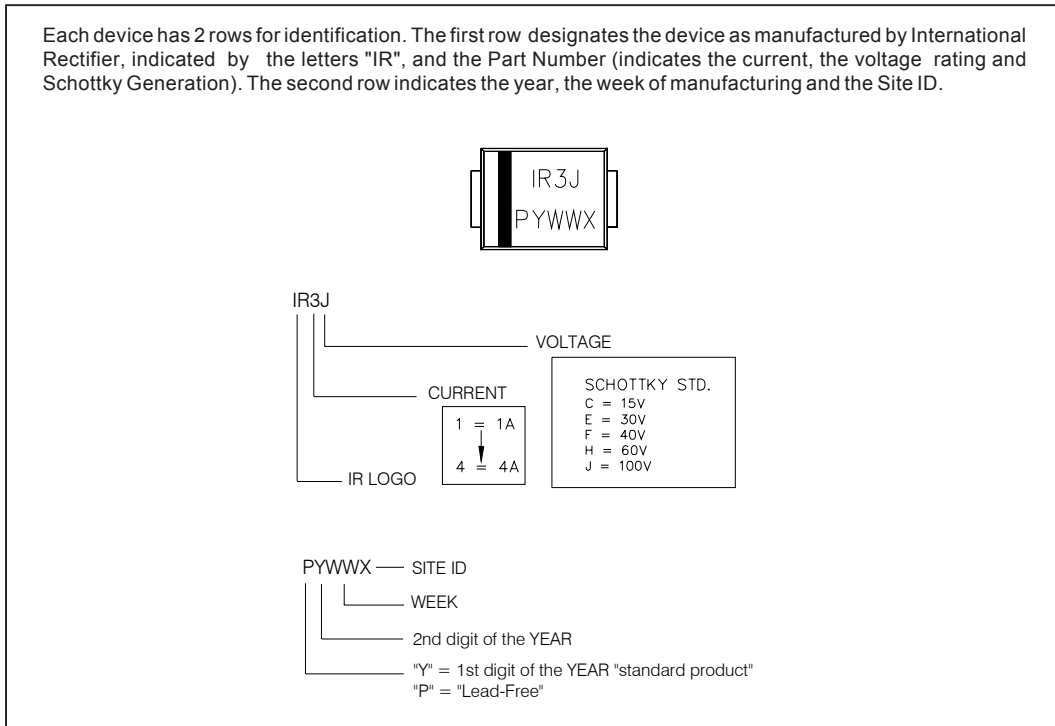 Each device has 2 rows for identification. The first row designates the device as manufactured by International
Rectifier, indicated by the letters "IR", and the Part Number (indicates the current, the voltage rating and
Schottky Generation). The second row indicates the year, the week of manufacturing and the Site ID.
IR3J
PYWWX
IR3J
VOLTAGE
SCHOTTKY STD.
C = 15V
E = 30V
F = 40V
H = 60V
J = 100V
CURRENT
1 = 1A
4 = 4A
IR LOGO
PYWWX
SITE ID
WEEK
2nd digit of the YEAR
"Y" = 1st digit of the YEAR "standard product"
"P" = "Lead-Free"